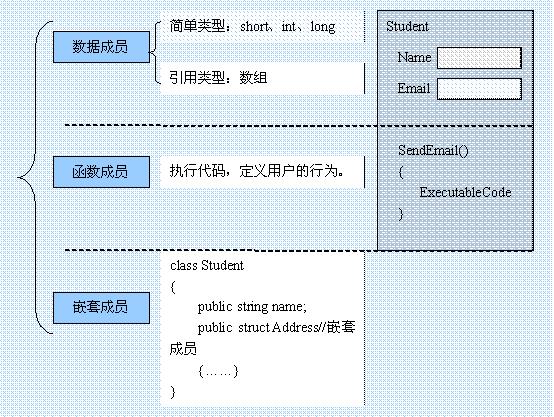 数据成员
简单类型：short、int、long
引用类型：数组
Student
Name
Email
函数成员
执行代码，定义用户的行为。
SendEmail()
{
ExecutableCode
}
嵌套成员
class Student
{
public string name;
public struct Address//嵌套
成员
{……}
}